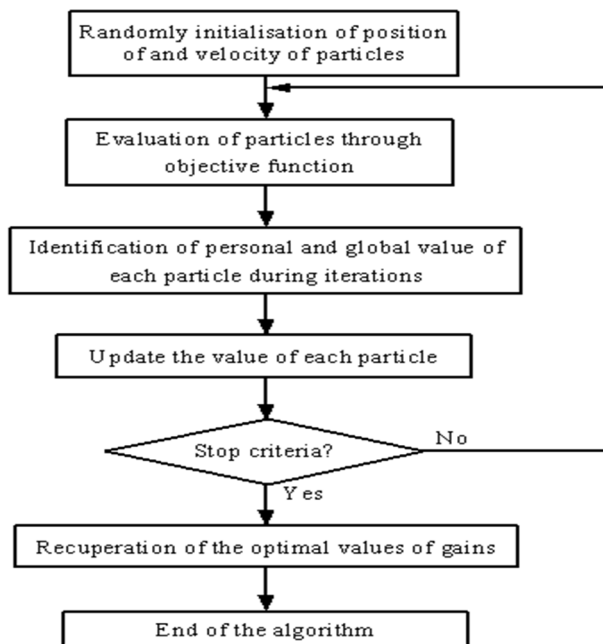 Randomly initialisation of position
of and velocity of particles
Evaluation of particles through
objective function
Identification of personal and global value of
each particle during iterations
Update the value of each particle
Stop criteria?
No
Yes
Recuperation of the optimal values of gains
End of the algorithm